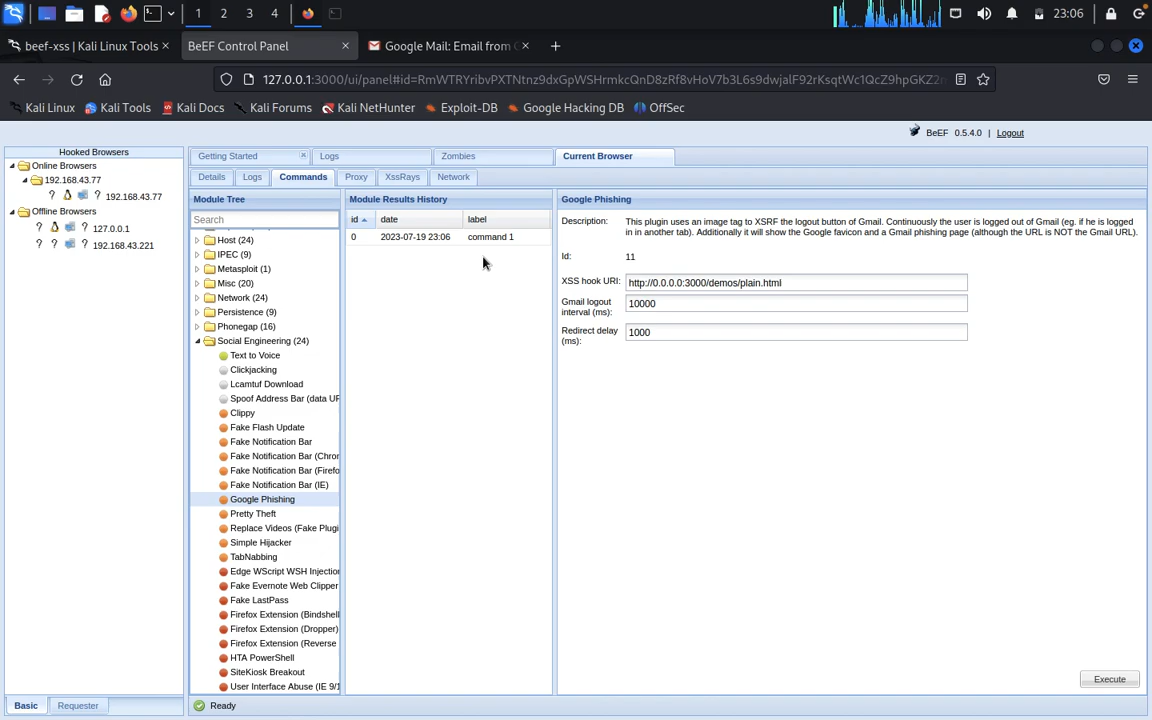 1 2 3 4 23:06
beef-xss | Kali Linux Tools × BeEF Control Panel × Google Mail: Email from ×
127.0.0.1:3000/ui/panel#id=
Kali Linux Kali Tools Kali Docs Kali Forums Kali NetHunter Exploit-DB Google Hacking DB OffSec
BeEF 0.5.4.0 | Logout
Hooked Browsers
Online Browsers
192.168.43.77
? ? 192.168.43.77
Offline Browsers
? ? 127.0.0.1
? ? ? 192.168.43.221
Basic Requester
Getting Started Logs Zombies Current Browser
Details Logs Commands Proxy XssRays Network
Module Tree
Search
Host (24)
IPEC (9)
Metasploit (1)
Misc (20)
Network (24)
Persistence (9)
Phonegap (16)
Social Engineering (24)
Text to Voice
Clickjacking
Lcamtuf Download
Spoof Address Bar (data UR
Clippy
Fake Flash Update
Fake Notification Bar
Fake Notification Bar (Chror
Fake Notification Bar (Firefo
Fake Notification Bar (IE)
Google Phishing
Pretty Theft
Replace Videos (Fake Plugi
Simple Hijacker
TabNabbing
Edge WScript WSH Injection
Fake Evernote Web Clipper
Fake LastPass
Firefox Extension (Bindshell
Firefox Extension (Dropper)
Firefox Extension (Reverse
HTA PowerShell
SiteKiosk Breakout
User Interface Abuse (IE 9/1
Module Results History
id date label
0 2023-07-19 23:06 command 1
Google Phishing
Description: This plugin uses an image tag to XSRF the logout button of Gmail. Continuously the user is logged out of Gmail (eg. if he is logged
in in another tab). Additionally it will show the Google favicon and a Gmail phishing page (although the URL is NOT the Gmail URL).
Id: 11
XSS hook URI: http://0.0.0.0:3000/demos/plain.html
Gmail logout
interval (ms): 10000
Redirect delay
(ms): 1000
Execute
Ready